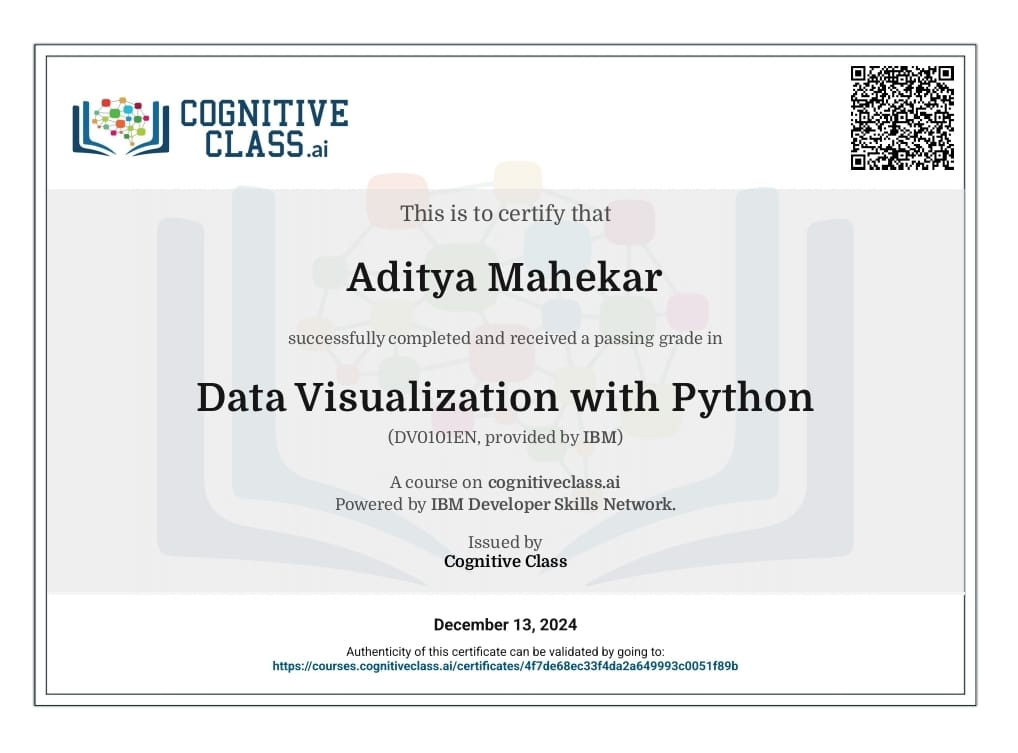 COGNITIVE
CLASS.ai
This is to certify that
Aditya Mahekar
successfully completed and received a passing grade in
Data Visualization with Python
(DV0101EN, provided by IBM)
A course on cognitiveclass.ai
Powered by IBM Developer Skills Network.
Issued by
Cognitive Class
December 13, 2024
Authenticity of this certificate can be validated by going to:
https://courses.cognitiveclass.ai/certificates/4f7de68ec33f4da2a649993c0051f89b